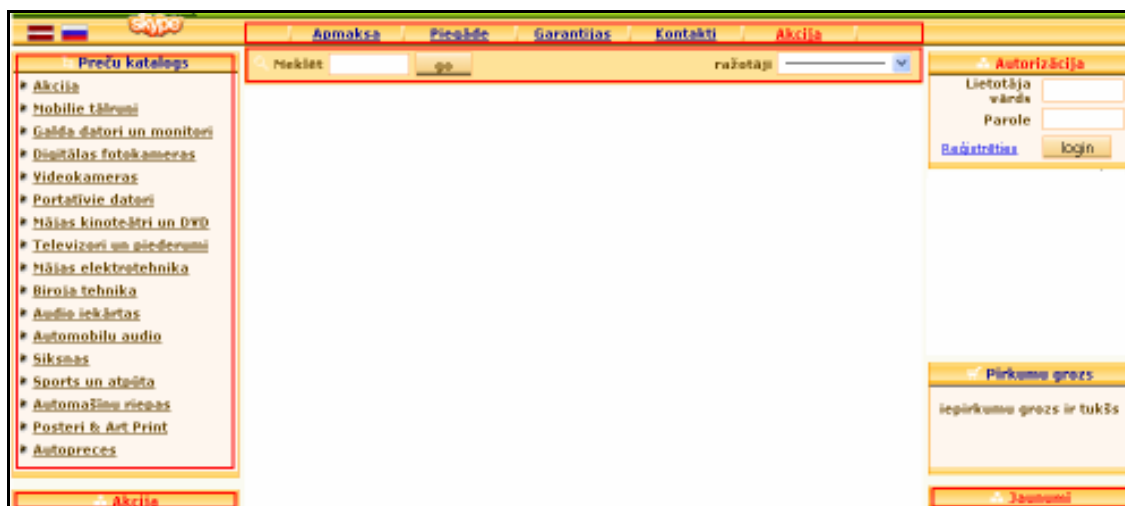 skype
Apmaksa Piegāde Garantijas Kontakti Akcija
Preču katalogs
Akcija
Mobilie tālruņi
Galda datori un monitori
Digitālas fotokameras
Videokameras
Portatīvie datori
Mājas kinoteātri un DVD
Televizori un piederumi
Mājas elektrotehnika
Biroja tehnika
Audio iekārtas
Automobiļu audio
Siksnas
Sports un atpūta
Automašīnu riepas
Posteri & Art Print
Autopreces
Akcija
Meklēt go ražotaji
Autorizācija
Lietotāja
vārds
Parole
Reģistrēties login
Pirkumu grozs
iepirkumu grozs ir tukšs
Jaunumi